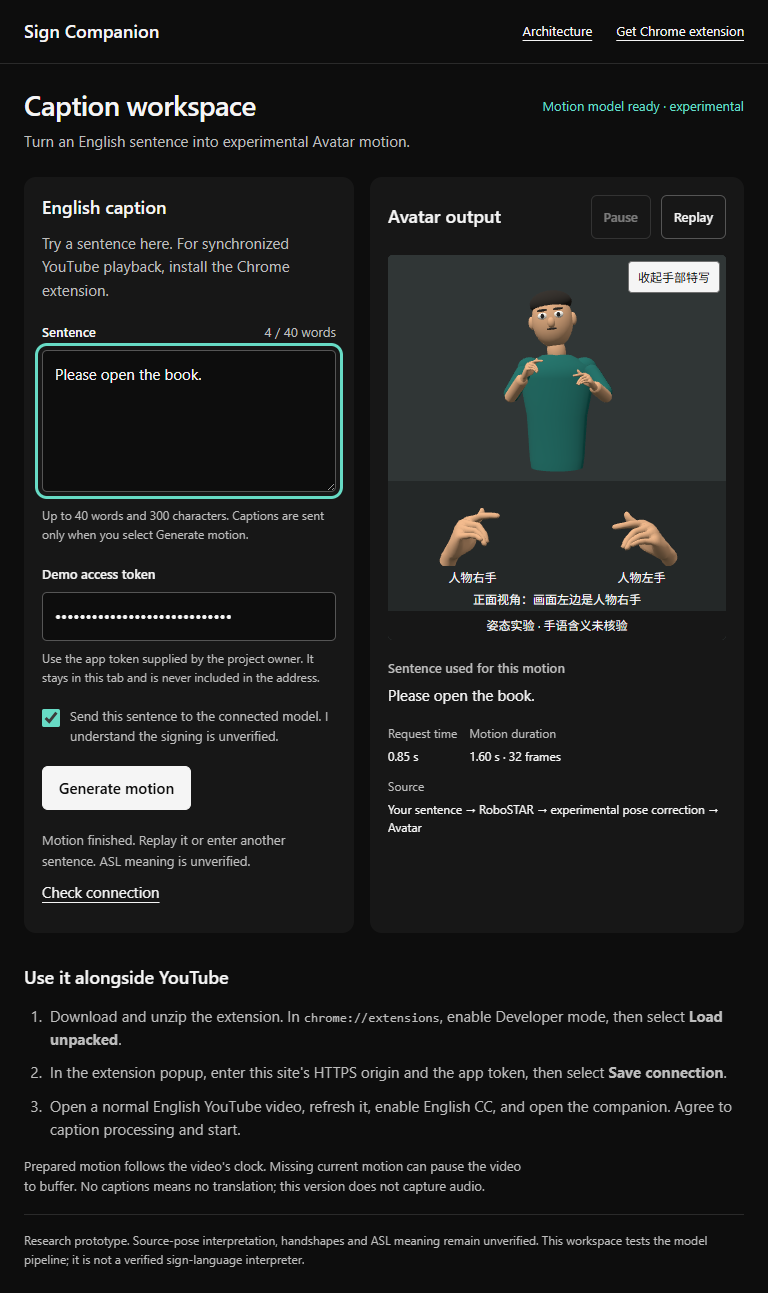 Sign Companion
Architecture
Get Chrome extension
Caption workspace
Motion model ready · experimental
Turn an English sentence into experimental Avatar motion.
English caption
Try a sentence here. For synchronized
YouTube playback, install the Chrome
extension.
Sentence
4 / 40 words
Please open the book.
Up to 40 words and 300 characters. Captions are sent
only when you select Generate motion.
Demo access token
•••••••••••••••••••••••••••••
Use the app token supplied by the project owner. It
stays in this tab and is never included in the address.
Send this sentence to the connected model. I
understand the signing is unverified.
Generate motion
Motion finished. Replay it or enter another
sentence. ASL meaning is unverified.
Check connection
Avatar output
Pause
Replay
收起手部特写
人物右手
人物左手
正面视角：画面左边是人物右手
姿态实验 · 手语含义未核验
Sentence used for this motion
Please open the book.
Request time
Motion duration
0.85 s
1.60 s · 32 frames
Source
Your sentence → RoboSTAR → experimental pose correction →
Avatar
Use it alongside YouTube
1. Download and unzip the extension. In chrome://extensions, enable Developer mode, then select Load
unpacked.
2. In the extension popup, enter this site's HTTPS origin and the app token, then select Save connection.
3. Open a normal English YouTube video, refresh it, enable English CC, and open the companion. Agree to
caption processing and start.
Prepared motion follows the video's clock. Missing current motion can pause the video
to buffer. No captions means no translation; this version does not capture audio.
Research prototype. Source-pose interpretation, handshapes and ASL meaning remain unverified. This workspace tests the model
pipeline; it is not a verified sign-language interpreter.